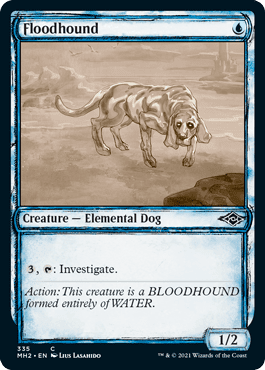 Floodhound
Creature — Elemental Dog
3, : Investigate.
Action: This creature is a BLOODHOUND
formed entirely of WATER.
1/2
335 C
MH2 • EN LIUS LASAHIDO
™ & © 2021 Wizards of the Coast